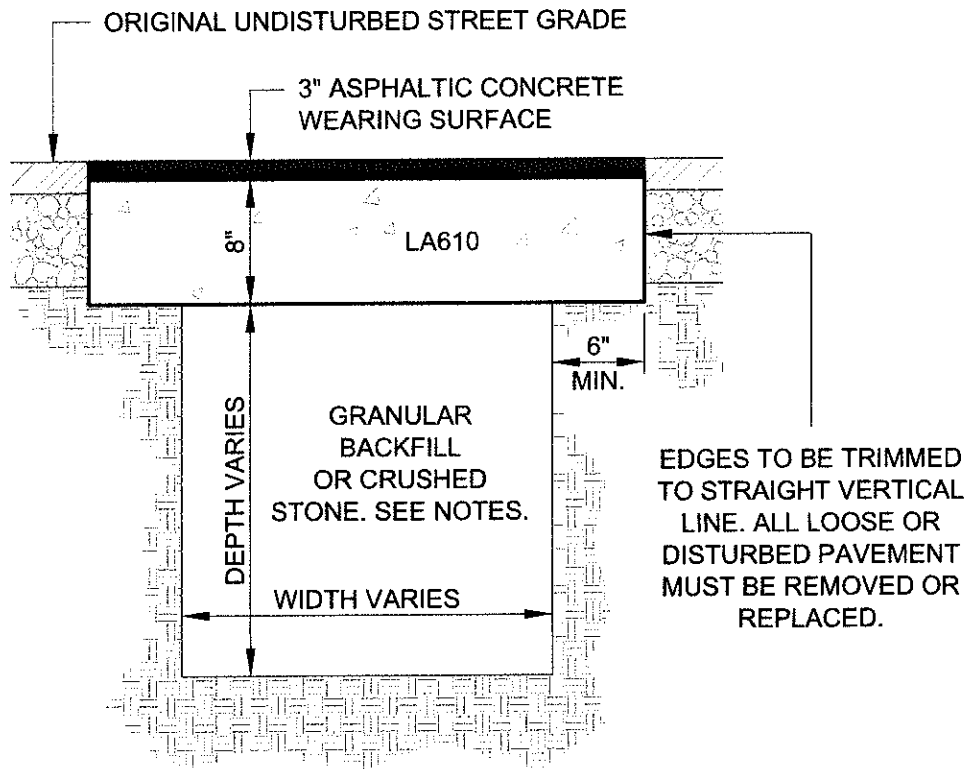 ORIGINAL UNDISTURBED STREET GRADE
3" ASPHALTIC CONCRETE
WEARING SURFACE
8"
LA610
6"
MIN.
DEPTH VARIES
GRANULAR
BACKFILL
OR CRUSHED
STONE. SEE NOTES.
WIDTH VARIES
EDGES TO BE TRIMMED
TO STRAIGHT VERTICAL
LINE. ALL LOOSE OR
DISTURBED PAVEMENT
MUST BE REMOVED OR
REPLACED.